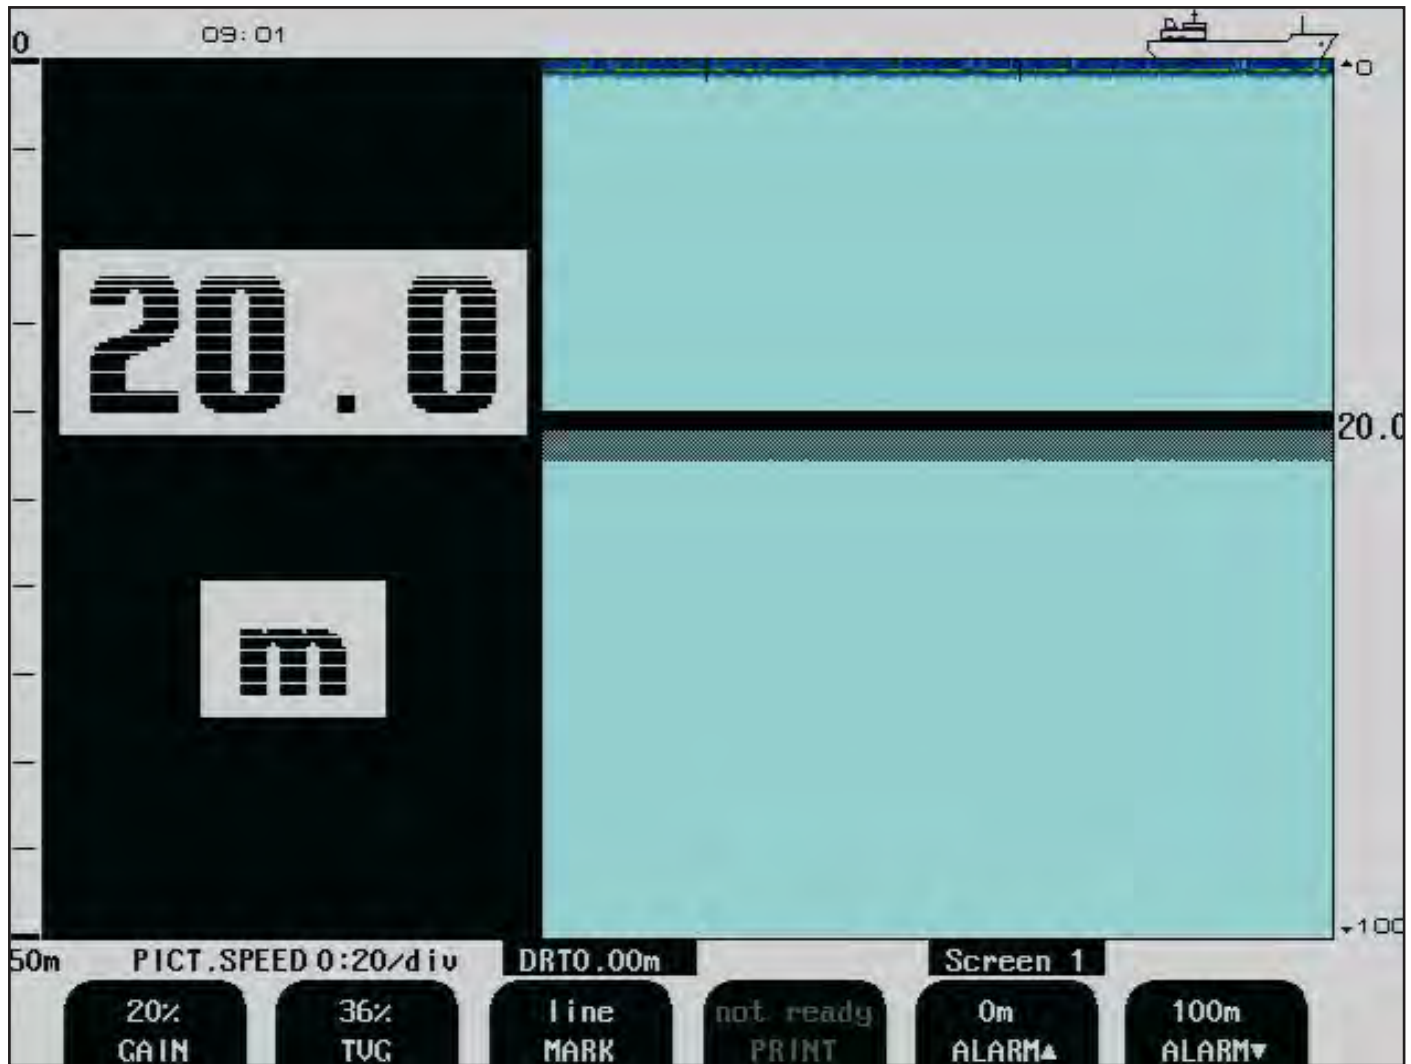 0
09:01
▲0
20.0
20.0
m
▼100
50m PICT.SPEED 0:20/div DRT0.00m Screen 1
20% 36% line not ready 0m 100m
GAIN TVG MARK PRINT ALARM▲ ALARM▼